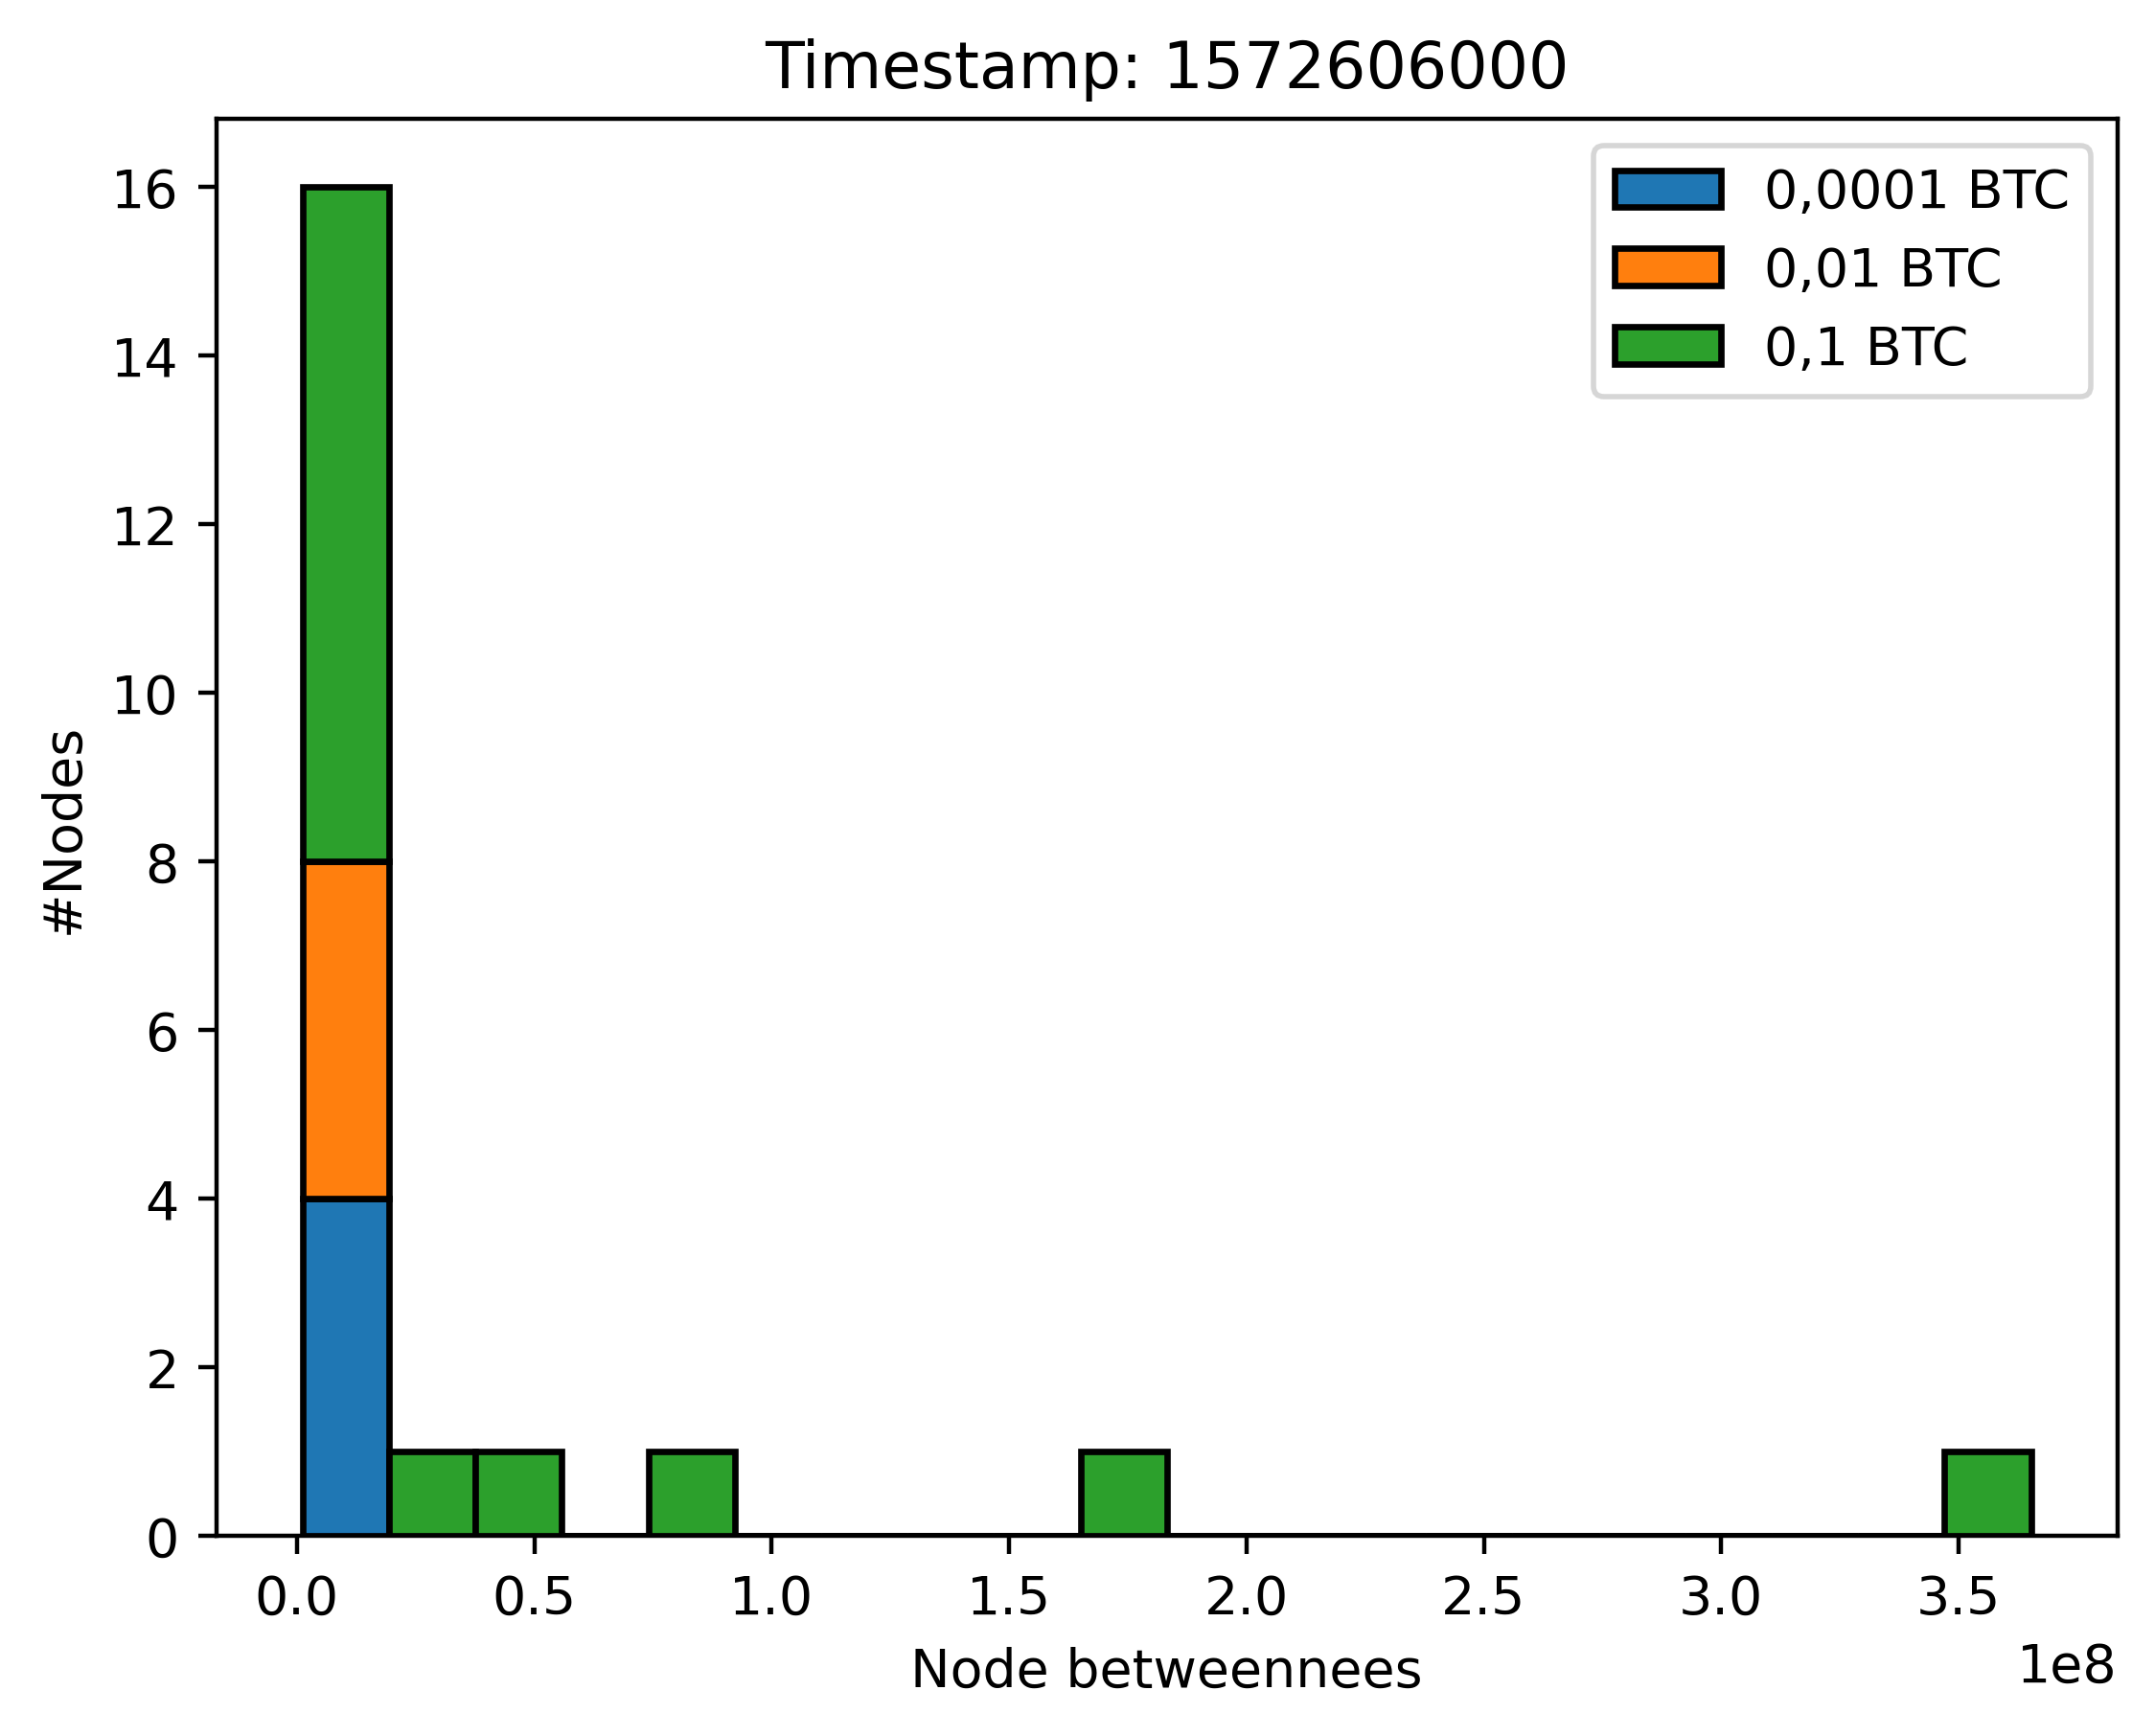 Timestamp: 1572606000
0,0001 BTC
0,01 BTC
0,1 BTC
#Nodes
16
14
12
10
8
6
4
2
0
0.0 0.5 1.0 1.5 2.0 2.5 3.0 3.5
1e8
Node betweennees